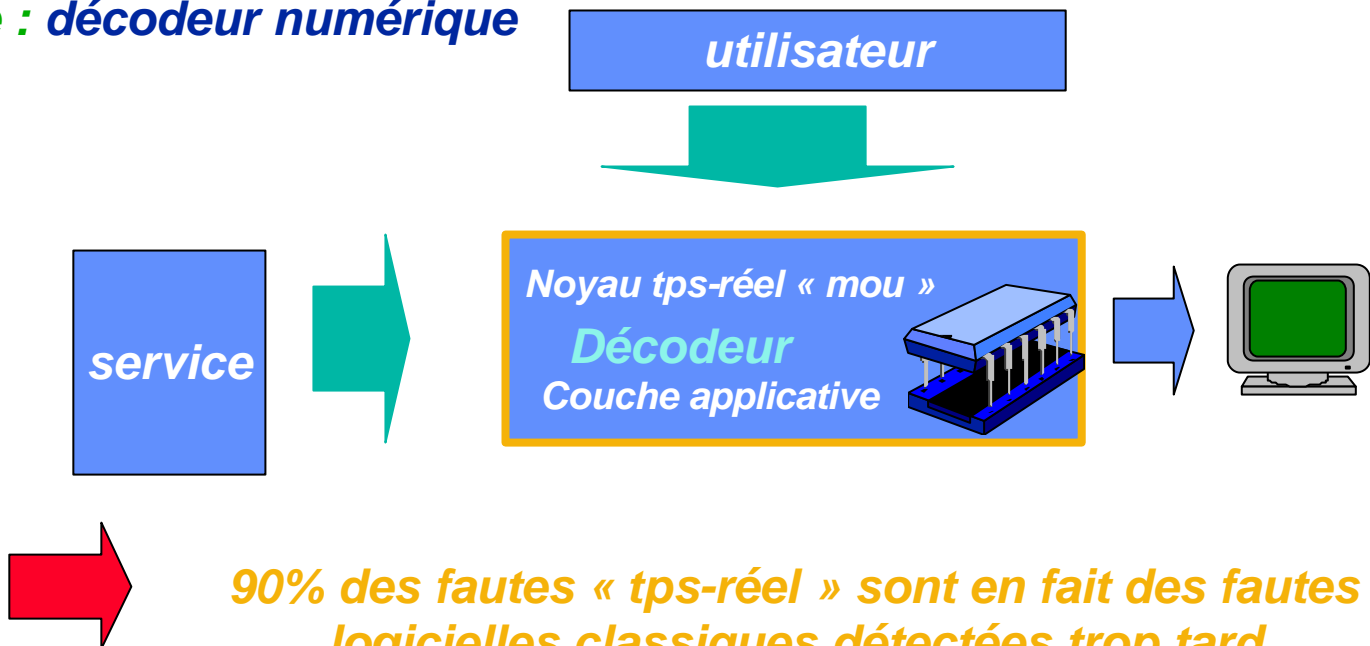 : décodeur numérique
utilisateur
service
Noyau tps-réel « mou »
Décodeur
Couche applicative
90% des fautes « tps-réel » sont en fait des fautes
logicielles classiques détectées trop tard